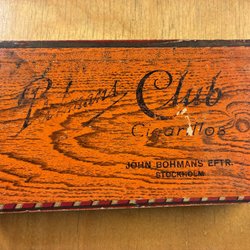 Bohmans Club
Cigarillos
JOHN BOHMANS EFTR.
STOCKHOLM